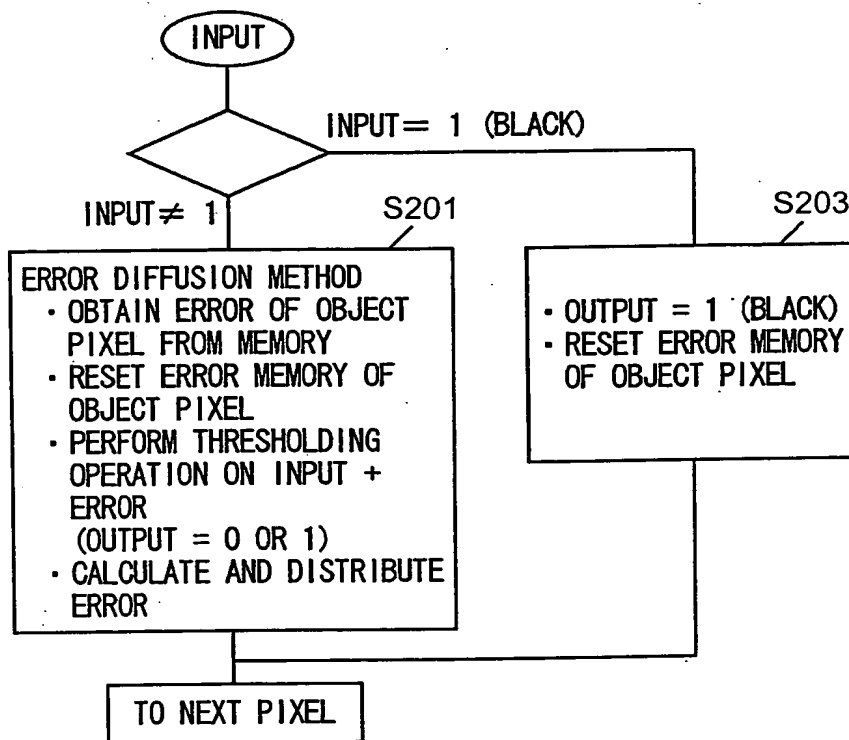 INPUT
INPUT = 1 (BLACK)
INPUT ≠ 1
S201
ERROR DIFFUSION METHOD
・OBTAIN ERROR OF OBJECT
PIXEL FROM MEMORY
・RESET ERROR MEMORY OF
OBJECT PIXEL
・PERFORM THRESHOLDING
OPERATION ON INPUT +
ERROR
(OUTPUT = 0 OR 1)
・CALCULATE AND DISTRIBUTE
ERROR
S203
・OUTPUT = 1 (BLACK)
・RESET ERROR MEMORY
OF OBJECT PIXEL
TO NEXT PIXEL